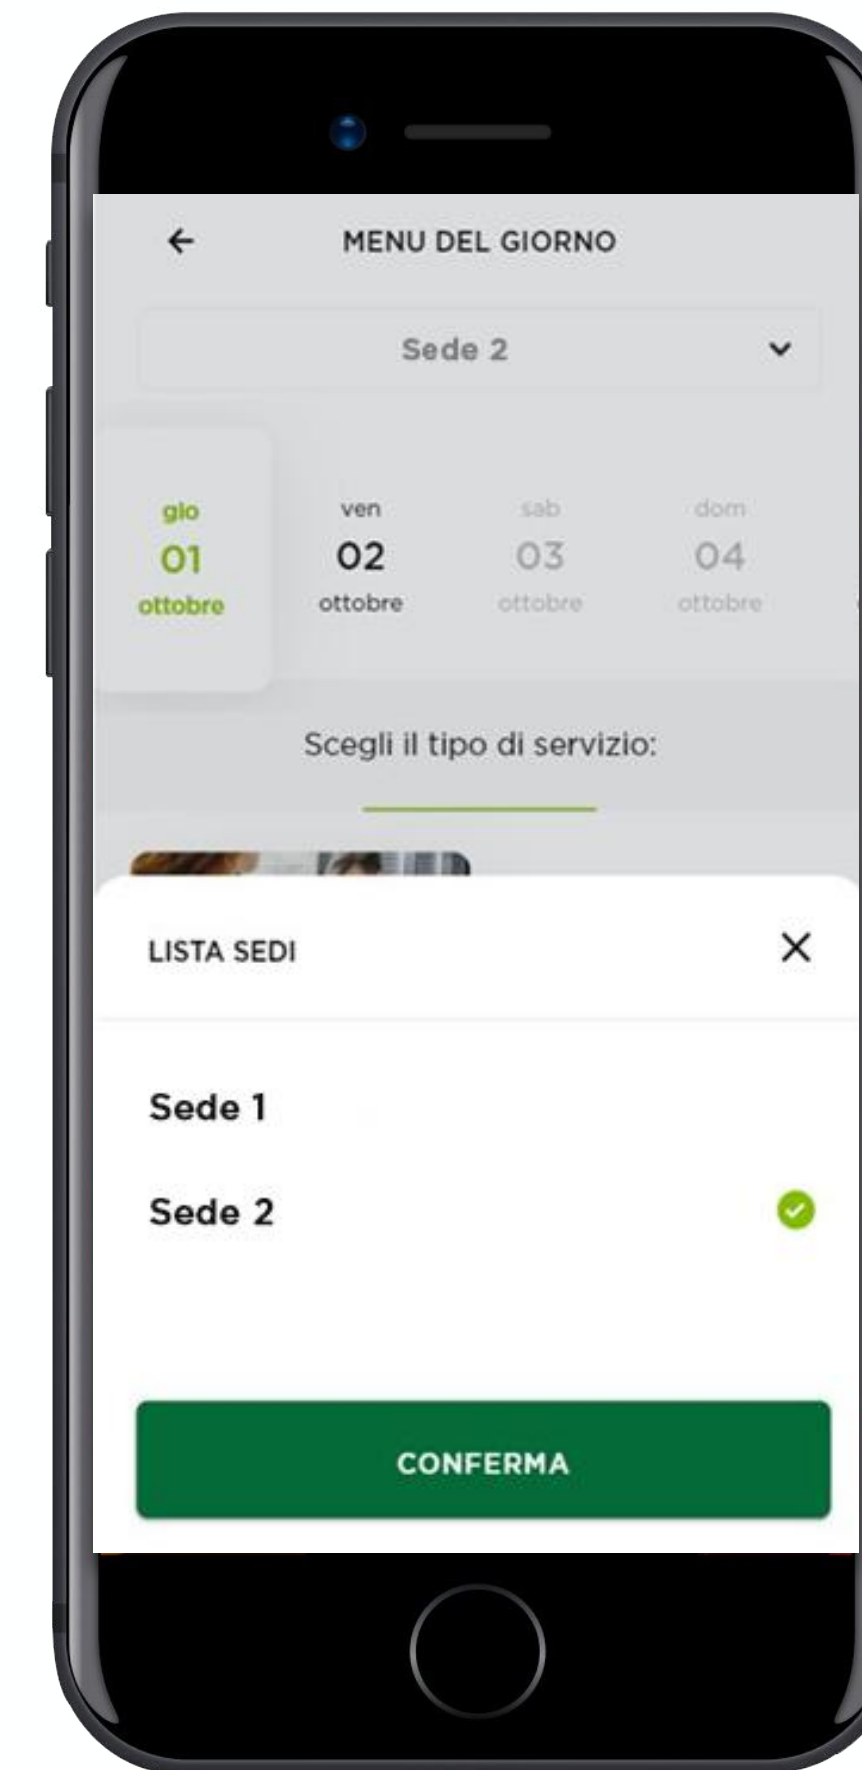 MENU DEL GIORNO
Sede 2
gio ven sab dom
01 02 03 04
ottobre ottobre ottobre ottobre
Scegli il tipo di servizio:
LISTA SEDI
Sede 1
Sede 2
CONFERMA